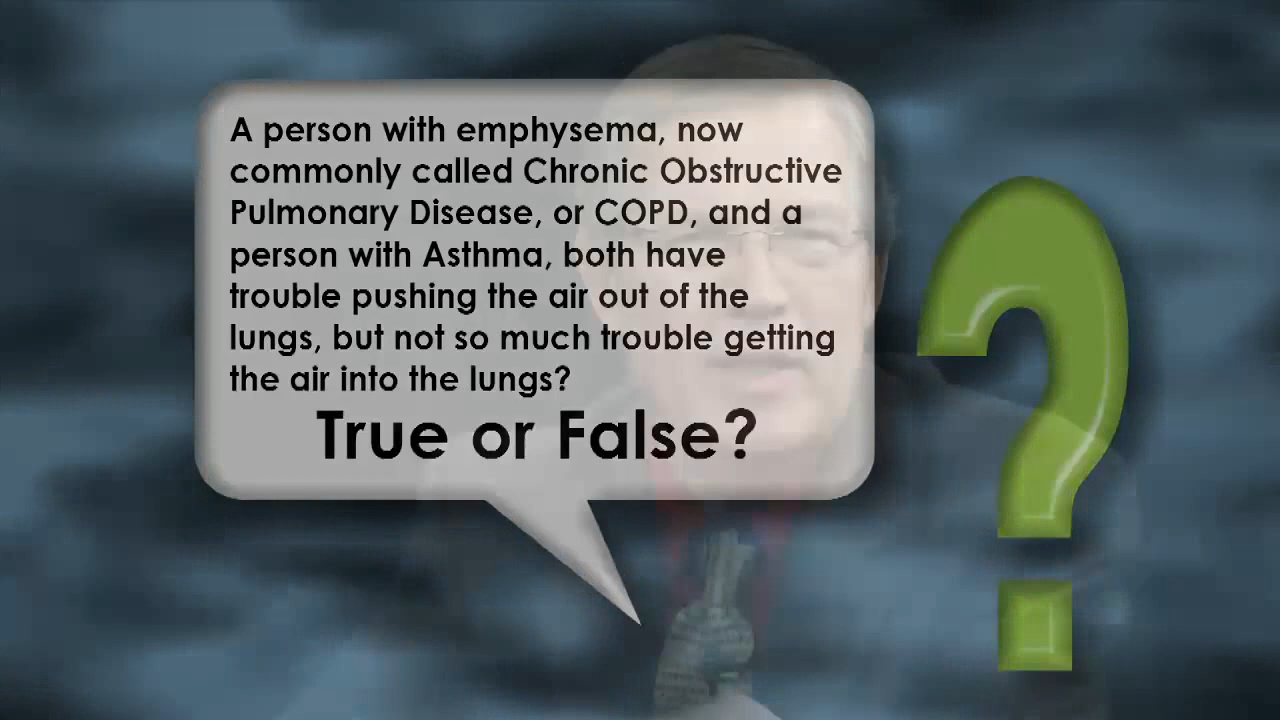 A person with emphysema, now
commonly called Chronic Obstructive
Pulmonary Disease, or COPD, and a
person with Asthma, both have
trouble pushing the air out of the
lungs, but not so much trouble getting
the air into the lungs?
True or False?
?